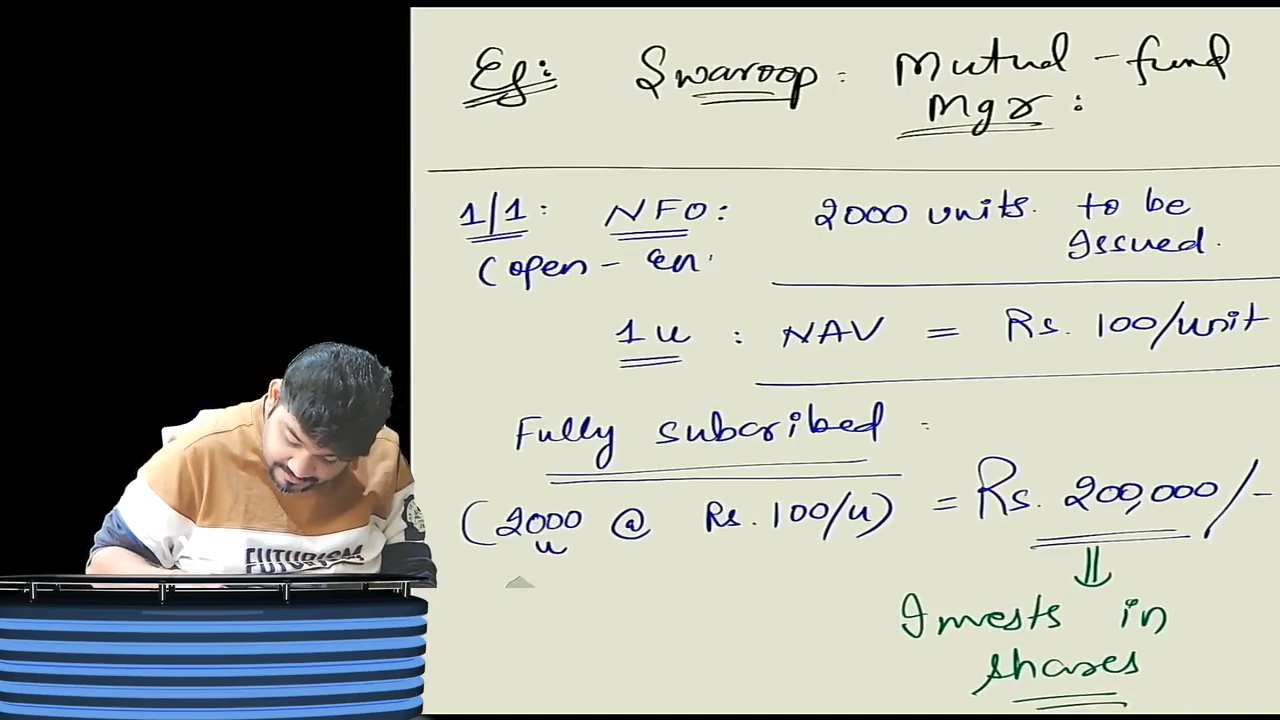 Eg: Swaroop: Mutual-fund
Mgr:
1/1: NFO: 2000 units. to be
(open-en Issued.
1 u : NAV = Rs. 100/unit
Fully subcribed :
(2000 @ Rs. 100/u) = Rs. 200,000/-
u
Invests in
shares
FUTURISM